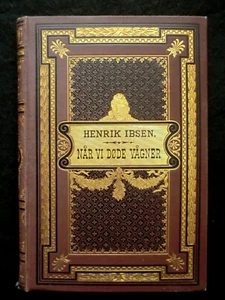 HENRIK IBSEN.
NÅR VI DØDE VÅGNER